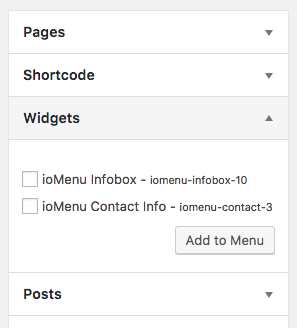 Pages
Shortcode
Widgets
ioMenu Infobox - iomenu-infobox-10
ioMenu Contact Info - iomenu-contact-3
Add to Menu
Posts